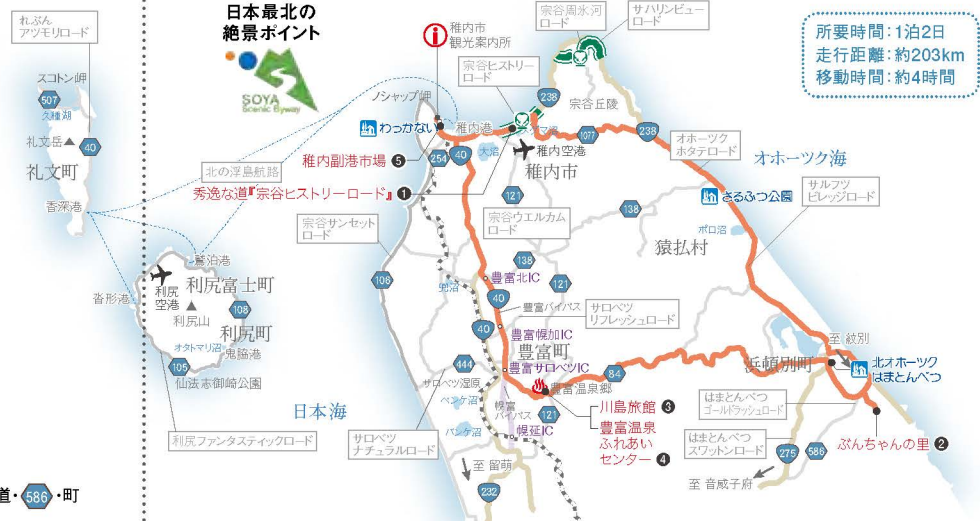 れぶん
アツモリロード
スコトン岬
507
久種湖
礼文岳
40
礼文町
香深港
日本最北の
絶景ポイント
SOYA
Scenic Byway
稚内市
観光案内所
宗谷周氷河
ロード
サハリンビュー
ロード
所要時間：1泊2日
走行距離：約203km
移動時間：約4時間
宗谷ヒストリー
ロード
238
宗谷丘陵
ノシャップ岬
わっかない
稚内港
稚内副港市場 ❺
254
40
大沼
稚内空港
稚内市
1077
238
オホーツク
ホタテロード
オホーツク海
北の浮島航路
秀逸な道『宗谷ヒストリーロード』 ❶
121
138
さるふつ公園
サルフツ
ビレッジロード
宗谷サンセット
ロード
宗谷ウエルカム
ロード
ポロ沼
猿払村
鴛泊港
利尻
空港
利尻富士町
沓形港
利尻山
108
利尻町
オタトマリ沼
鬼脇港
105
仙法志御崎公園
利尻ファンタスティックロード
106
138
121
豊富北IC
兜沼
40
豊富バイパス
サロベツ
リフレッシュロード
40
豊富幌加IC
豊富町
豊富サロベツIC
444
サロベツ湿原
ペンケ沼
パンケ沼
幌富
バイパス
幌延IC
豊富温泉郷
121
84
日本海
サロベツ
ナチュラルロード
川島旅館 ❸
豊富温泉
ふれあい
センター ❹
至 留萌
232
至 紋別
浜頓別町
北オホーツク
はまとんべつ
はまとんべつ
ゴールドラッシュロード
はまとんべつ
スワットンロード
275
586
ぶんちゃんの里 ❷
至 音威子府
道・586・町